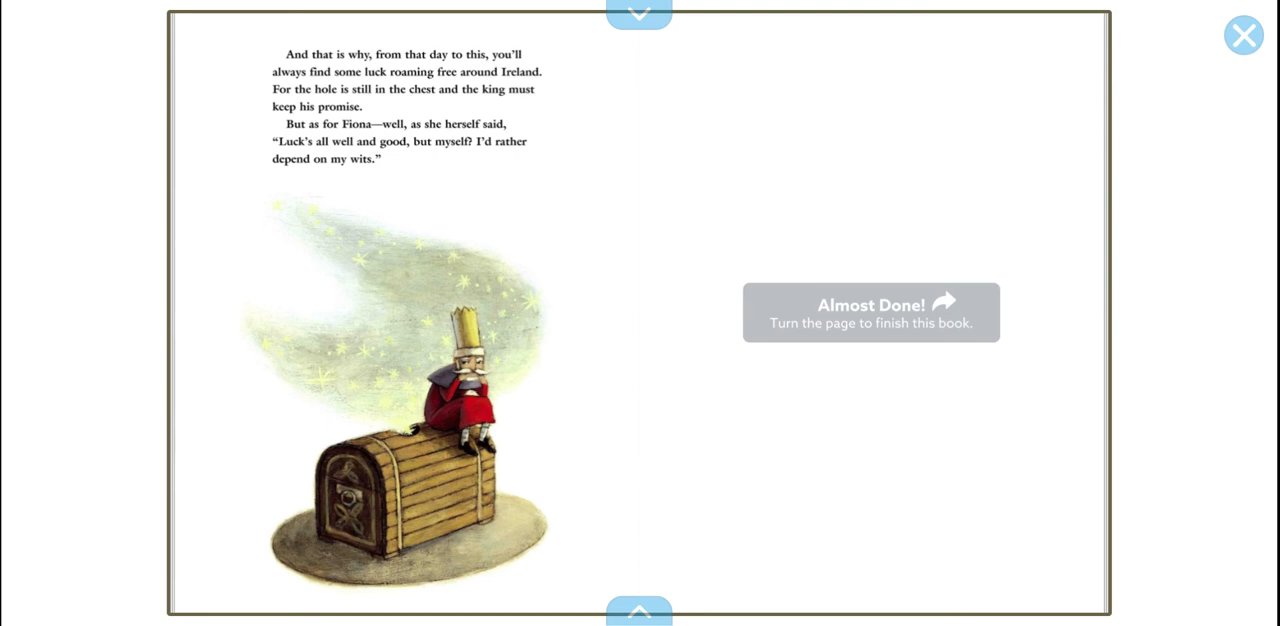 And that is why, from that day to this, you'll
always find some luck roaming free around Ireland.
For the hole is still in the chest and the king must
keep his promise.
But as for Fiona—well, as she herself said,
“Luck's all well and good, but myself? I'd rather
depend on my wits.”
Almost Done!
Turn the page to finish this book.